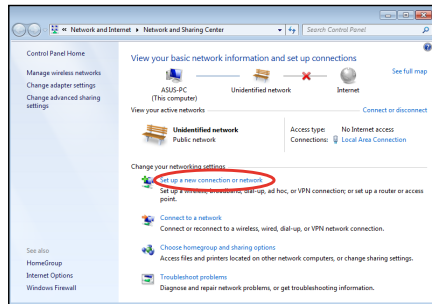 Network and Internet ▸ Network and Sharing Center
Search Control Panel
Control Panel Home
Manage wireless networks
Change adapter settings
Change advanced sharing
settings
See also
HomeGroup
Internet Options
Windows Firewall
View your basic network information and set up connections
See full map
ASUS-PC
(This computer)
Unidentified network
Internet
View your active networks
Connect or disconnect
Unidentified network
Public network
Access type: No Internet access
Connections: Local Area Connection
Change your networking settings
Set up a new connection or network
Set up a wireless, broadband, dial-up, ad hoc, or VPN connection; or set up a router or access
point.
Connect to a network
Connect or reconnect to a wireless, wired, dial-up, or VPN network connection.
Choose homegroup and sharing options
Access files and printers located on other network computers, or change sharing settings.
Troubleshoot problems
Diagnose and repair network problems, or get troubleshooting information.